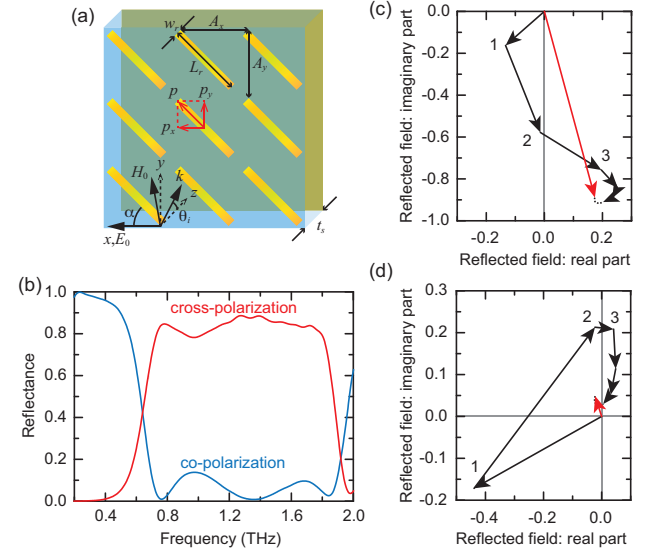 (a)
w_r
A_x
A_y
L_r
p
p_y
p_x
H_0
y
k
z
α
θ_i
x,E_0
t_s
(b)
Reflectance
1.0
0.8
0.6
0.4
0.2
0.0
cross-polarization
co-polarization
0.4 0.8 1.2 1.6 2.0
Frequency (THz)
(c)
Reflected field: imaginary part
0.0
-0.2
-0.4
-0.6
-0.8
-1.0
1
2
3
-0.2 0.0 0.2
Reflected field: real part
(d)
Reflected field: imaginary part
0.3
0.2
0.1
0.0
-0.1
-0.2
2 3
1
-0.4 -0.2 0.0
Reflected field: real part